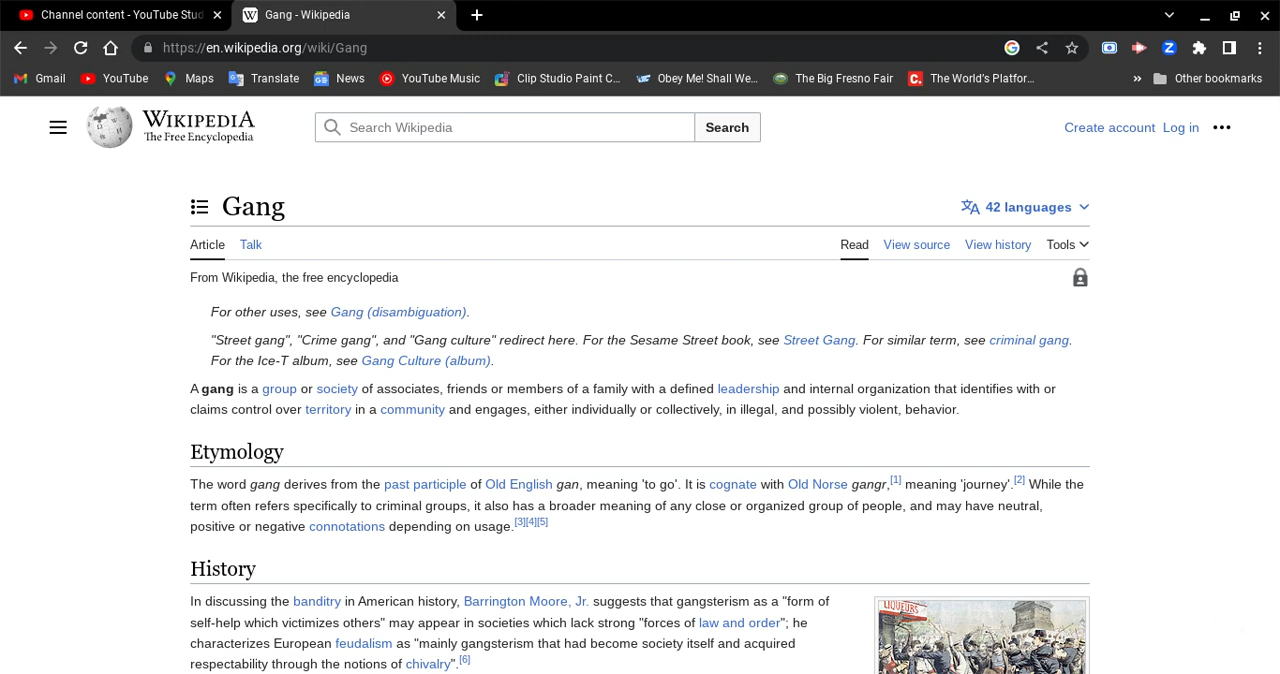 Channel content - YouTube Stud
Gang - Wikipedia
https://en.wikipedia.org/wiki/Gang
Gmail YouTube Maps Translate News YouTube Music Clip Studio Paint C... Obey Me! Shall We... The Big Fresno Fair The World's Platfor... » Other bookmarks
WIKIPEDIA
The Free Encyclopedia
Search Wikipedia
Search
Create account Log in
Gang
42 languages
Article Talk Read View source View history Tools
From Wikipedia, the free encyclopedia
For other uses, see Gang (disambiguation).
"Street gang", "Crime gang", and "Gang culture" redirect here. For the Sesame Street book, see Street Gang. For similar term, see criminal gang.
For the Ice-T album, see Gang Culture (album).
A gang is a group or society of associates, friends or members of a family with a defined leadership and internal organization that identifies with or
claims control over territory in a community and engages, either individually or collectively, in illegal, and possibly violent, behavior.
Etymology
The word gang derives from the past participle of Old English gan, meaning 'to go'. It is cognate with Old Norse gangr,[1] meaning 'journey'.[2] While the
term often refers specifically to criminal groups, it also has a broader meaning of any close or organized group of people, and may have neutral,
positive or negative connotations depending on usage.[3][4][5]
History
In discussing the banditry in American history, Barrington Moore, Jr. suggests that gangsterism as a "form of
self-help which victimizes others" may appear in societies which lack strong "forces of law and order"; he
characterizes European feudalism as "mainly gangsterism that had become society itself and acquired
respectability through the notions of chivalry".[6]
LIQUEURS